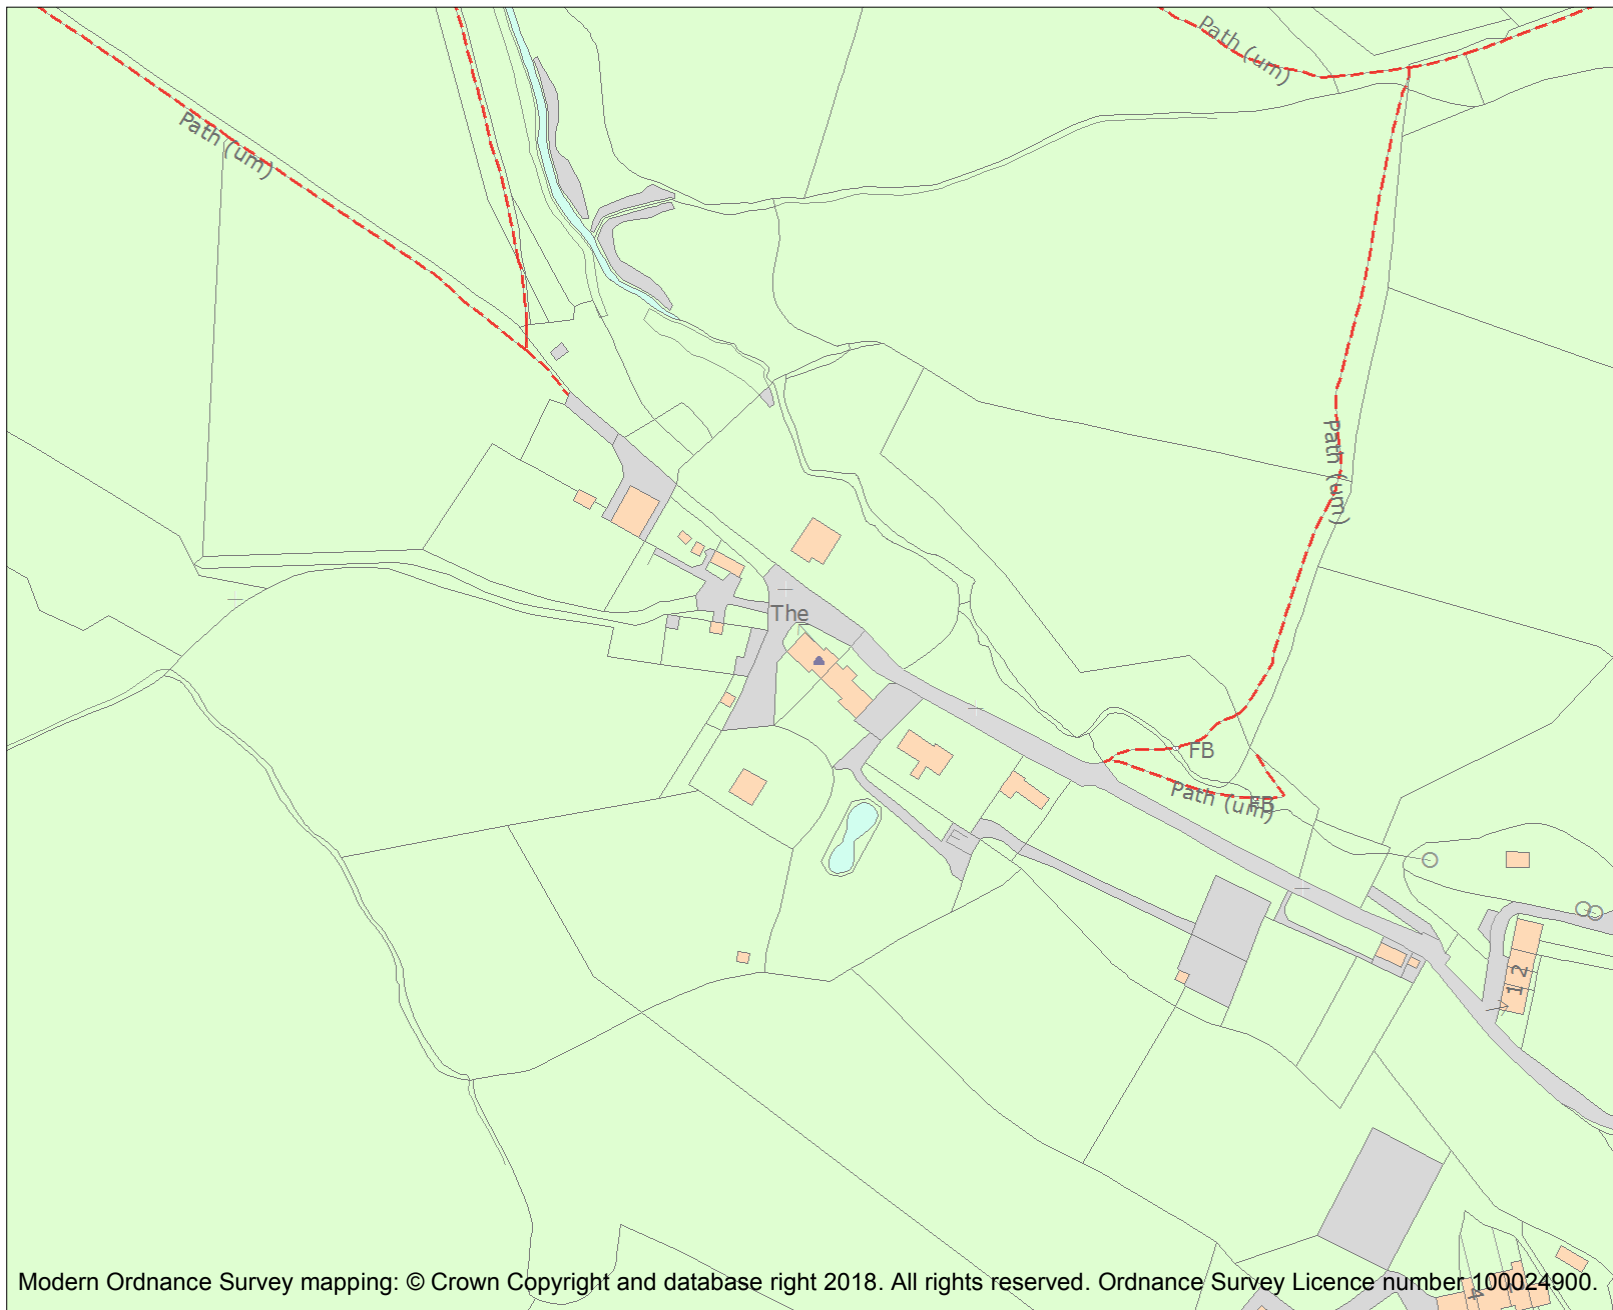 Path (um)
Path (um)
Path (um)
The
FB
Path (um)
FB
1 2
4
Modern Ordnance Survey mapping: © Crown Copyright and database right 2018. All rights reserved. Ordnance Survey Licence number 100024900.